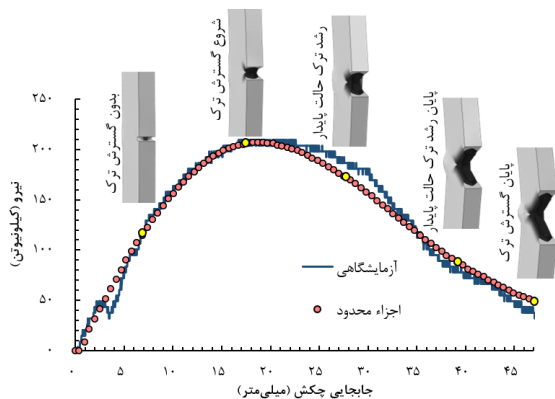 بدون گسترش ترک
شروع گسترش ترک
رشد ترک حالت پایدار
پایان رشد ترک حالت پایدار
پایان گسترش ترک
نیرو (کیلونیوتن)
۲۵۰
۲۰۰
۱۵۰
۱۰۰
۵۰
۰
آزمایشگاهی
اجزاء محدود
۰ ۵ ۱۰ ۱۵ ۲۰ ۲۵ ۳۰ ۳۵ ۴۰ ۴۵
جابجایی چکش (میلی‌متر)